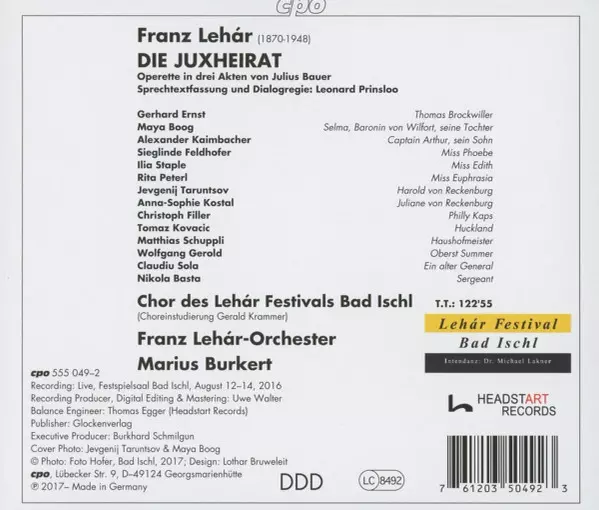 cpo
Franz Lehár (1870-1948)
DIE JUXHEIRAT
Operette in drei Akten von Julius Bauer
Sprechtextfassung und Dialogregie: Leonard Prinsloo
Gerhard Ernst Thomas Brockwiller
Maya Boog Selma, Baronin von Wilfort, seine Tochter
Alexander Kaimbacher Captain Arthur, sein Sohn
Sieglinde Feldhofer Miss Phoebe
Ilia Staple Miss Edith
Rita Peterl Miss Euphrasia
Jevgenij Taruntsov Harold von Reckenburg
Anna-Sophie Kostal Juliane von Reckenburg
Christoph Filler Philly Kaps
Tomaz Kovacic Huckland
Matthias Schuppli Haushofmeister
Wolfgang Gerold Oberst Summer
Claudiu Sola Ein alter General
Nikola Basta Sergeant
Chor des Lehár Festivals Bad Ischl
(Choreinstudierung Gerald Krammer)
Franz Lehár-Orchester
Marius Burkert
T.T.: 122'55
Lehár Festival
Bad Ischl
Intendanz: Dr. Michael Lakner
HEADSTART
RECORDS
cpo 555 049-2
Recording: Live, Festspielsaal Bad Ischl, August 12–14, 2016
Recording Producer, Digital Editing & Mastering: Uwe Walter
Balance Engineer: Thomas Egger (Headstart Records)
Publisher: Glockenverlag
Executive Producer: Burkhard Schmilgun
Cover Photo: Jevgenij Taruntsov & Maya Boog
© Photo: Foto Hofer, Bad Ischl, 2017; Design: Lothar Bruweleit
cpo, Lübecker Str. 9, D–49124 Georgsmarienhütte
℗ 2017– Made in Germany
DDD
LC 8492
7 61203 50492 3